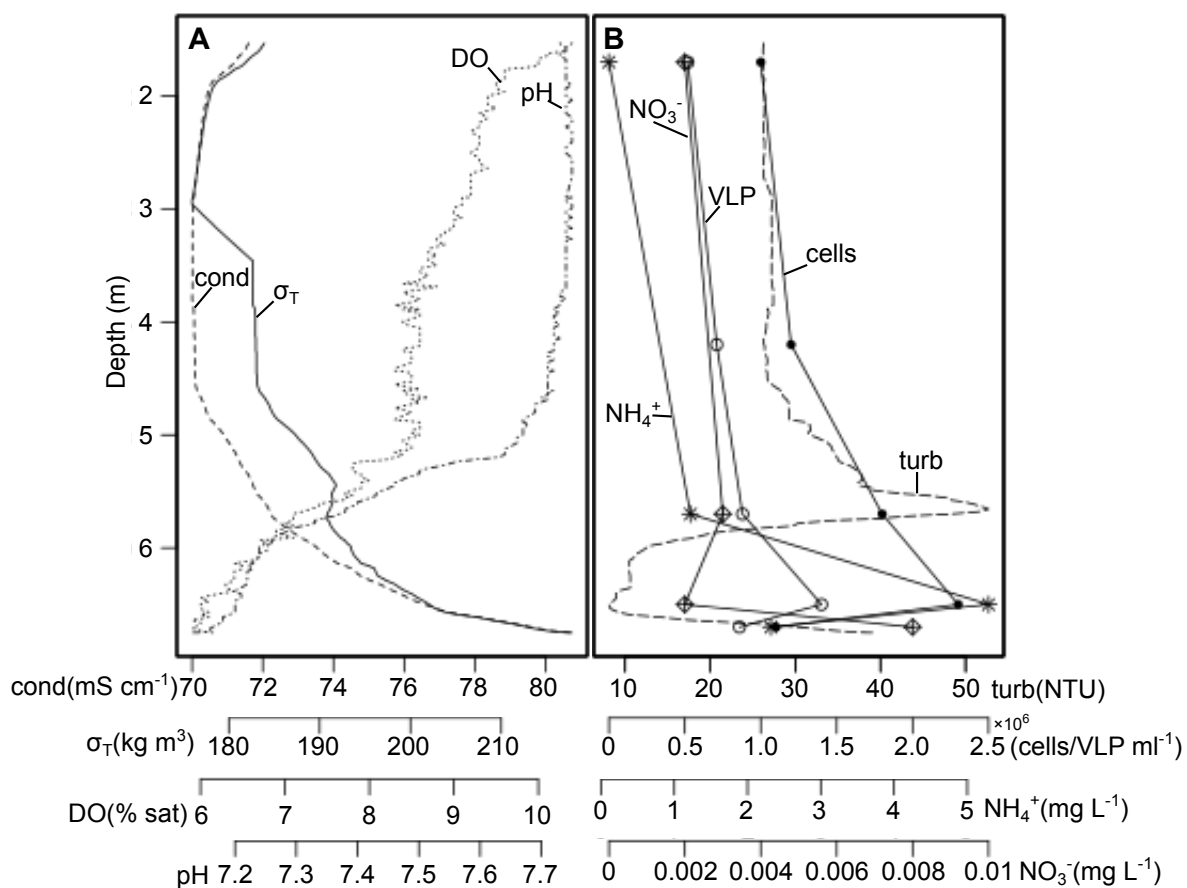 A
B
DO
pH
cond
σT
NO3-
VLP
cells
NH4+
turb
Depth (m)
2
3
4
5
6
cond(mS cm-1) 70 72 74 76 78 80
10 20 30 40 50 turb(NTU)
σT(kg m3) 180 190 200 210
0 0.5 1.0 1.5 2.0 2.5 ×10^6 (cells/VLP ml-1)
DO(% sat) 6 7 8 9 10
0 1 2 3 4 5 NH4+(mg L-1)
pH 7.2 7.3 7.4 7.5 7.6 7.7
0 0.002 0.004 0.006 0.008 0.01 NO3-(mg L-1)